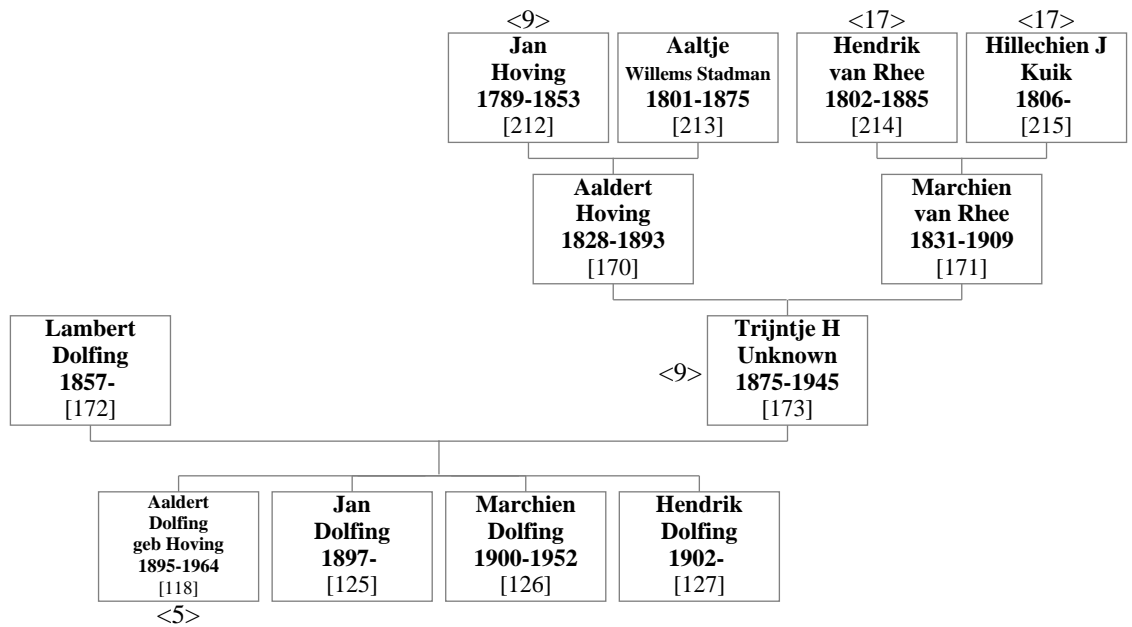 <9>
Jan
Hoving
1789-1853
[212]
Aaltje
Willems Stadman
1801-1875
[213]
<17>
Hendrik
van Rhee
1802-1885
[214]
<17>
Hillechien J
Kuik
1806-
[215]
Aaldert
Hoving
1828-1893
[170]
Marchien
van Rhee
1831-1909
[171]
Lambert
Dolfing
1857-
[172]
<9>
Trijntje H
Unknown
1875-1945
[173]
Aaldert
Dolfing
geb Hoving
1895-1964
[118]
<5>
Jan
Dolfing
1897-
[125]
Marchien
Dolfing
1900-1952
[126]
Hendrik
Dolfing
1902-
[127]